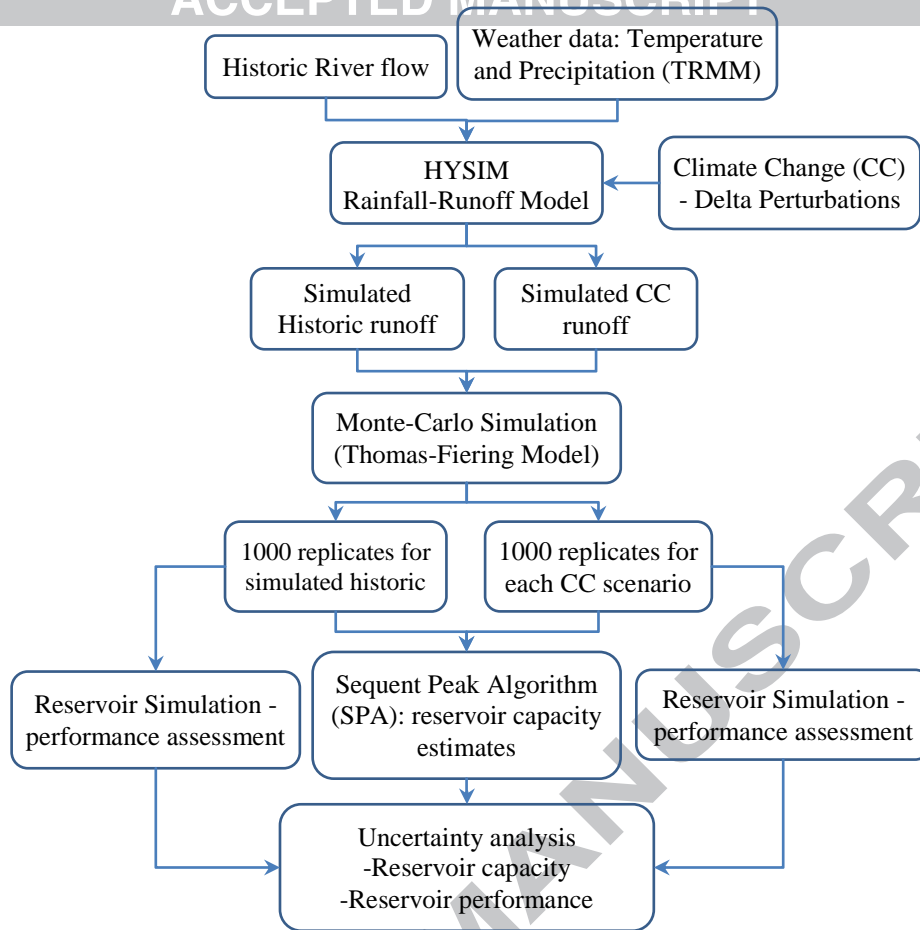 ACCEPTED MANUSCRIPT
Historic River flow
Weather data: Temperature
and Precipitation (TRMM)
HYSIM
Rainfall-Runoff Model
Climate Change (CC)
- Delta Perturbations
Simulated
Historic runoff
Simulated CC
runoff
Monte-Carlo Simulation
(Thomas-Fiering Model)
1000 replicates for
simulated historic
1000 replicates for
each CC scenario
Reservoir Simulation -
performance assessment
Sequent Peak Algorithm
(SPA): reservoir capacity
estimates
Reservoir Simulation -
performance assessment
Uncertainty analysis
-Reservoir capacity
-Reservoir performance
MANUSCRI